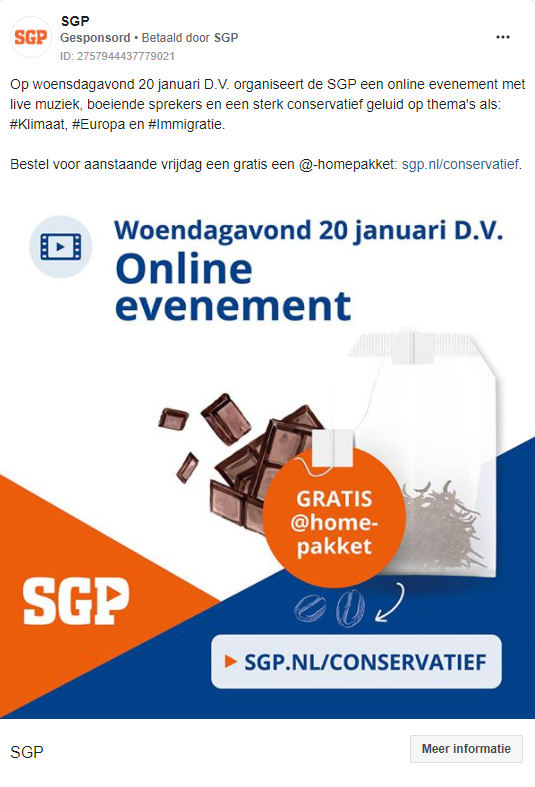 SGP
SGP
Gesponsord • Betaald door SGP
ID: 2757944437779021
Op woensdagavond 20 januari D.V. organiseert de SGP een online evenement met
live muziek, boeiende sprekers en een sterk conservatief geluid op thema's als:
#Klimaat, #Europa en #Immigratie.
Bestel voor aanstaande vrijdag een gratis een @-homepakket: sgp.nl/conservatief.
Woendagavond 20 januari D.V.
Online
evenement
GRATIS
@home-
pakket
SGP
SGP.NL/CONSERVATIEF
SGP
Meer informatie